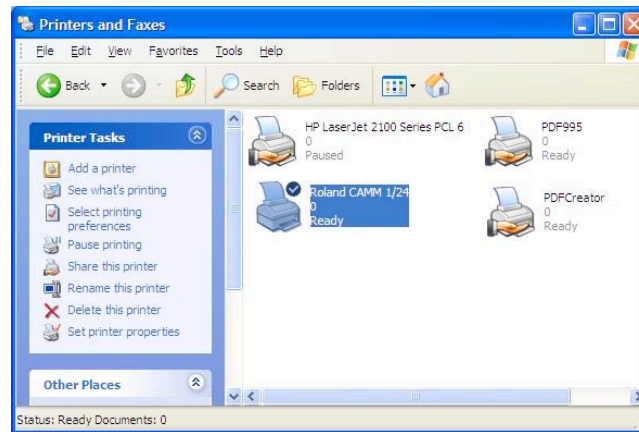 Printers and Faxes
File Edit View Favorites Tools Help
Back Search Folders
Printer Tasks
Add a printer
See what's printing
Select printing
preferences
Pause printing
Share this printer
Rename this printer
Delete this printer
Set printer properties
Other Places
HP LaserJet 2100 Series PCL 6
0
Paused
PDF995
0
Ready
Roland CAMM 1/24
0
Ready
PDFCreator
0
Ready
Status: Ready Documents: 0